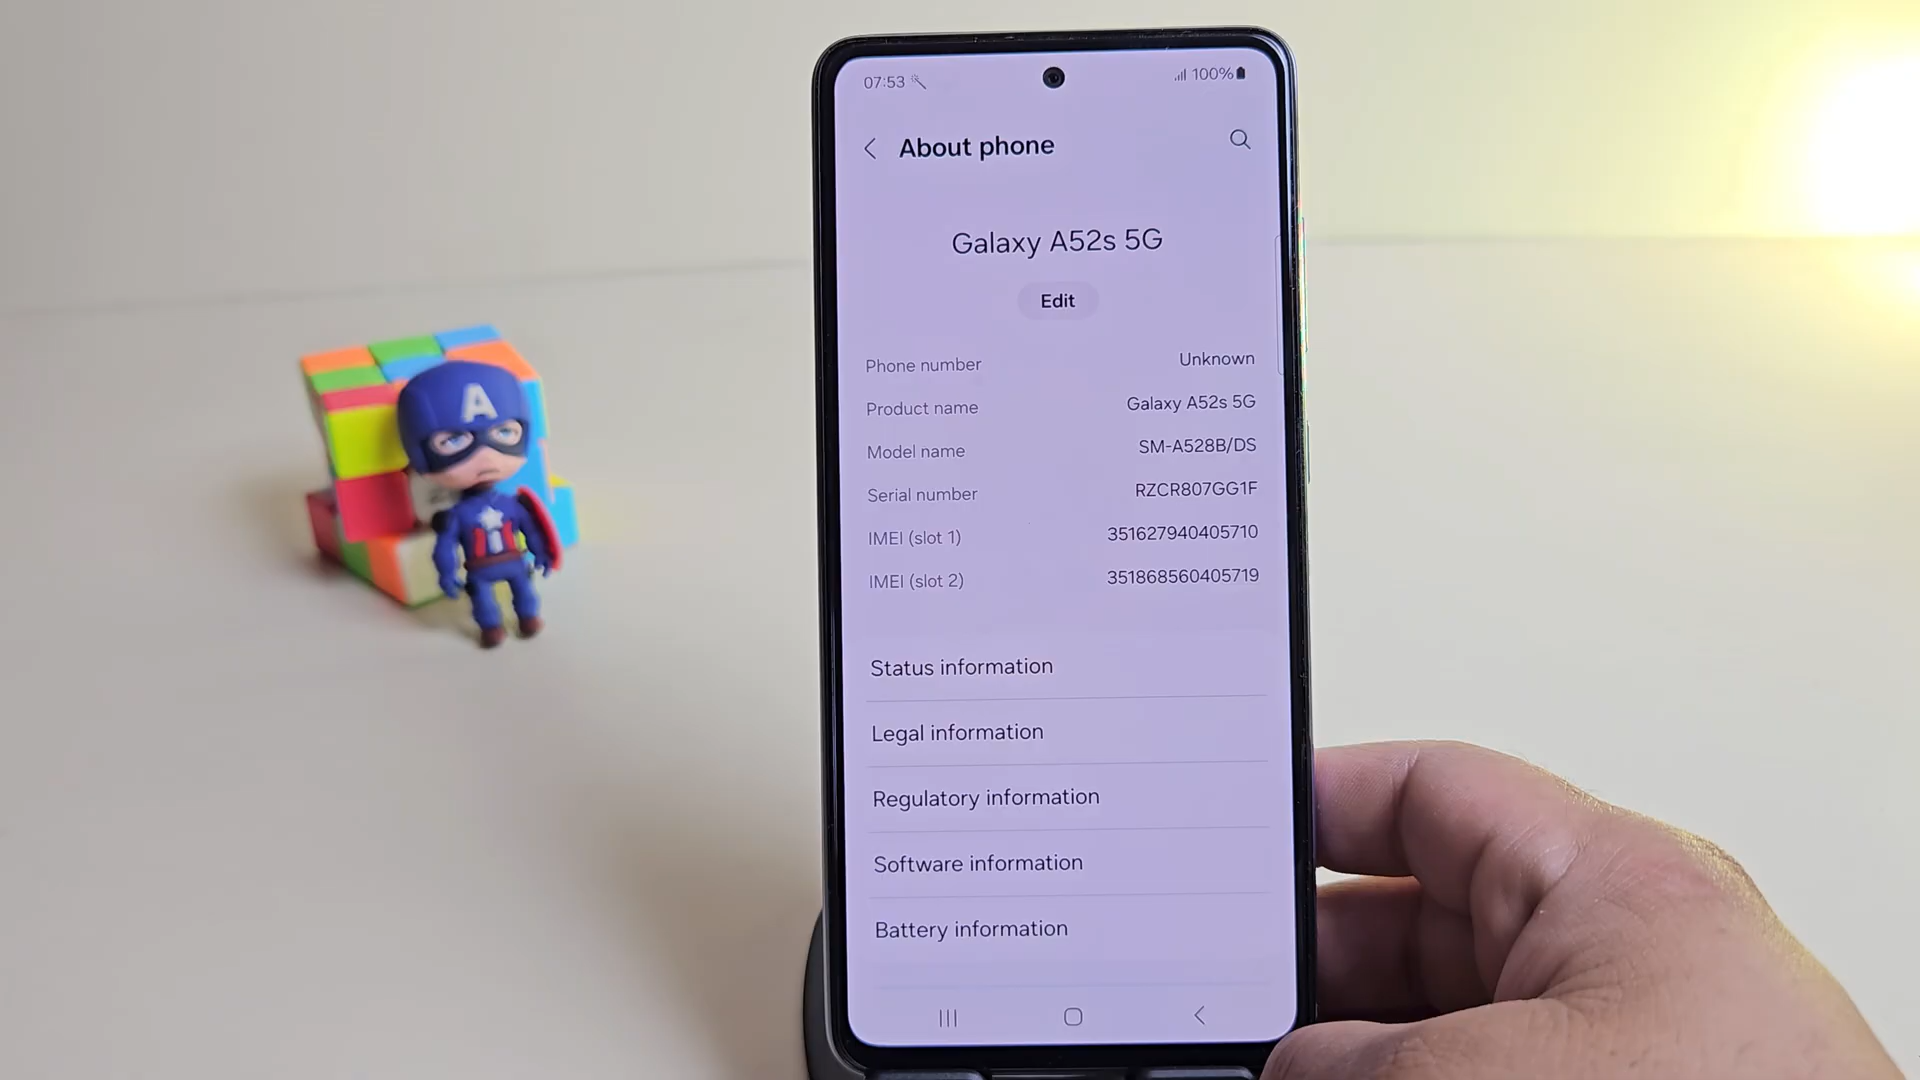 07:53
100%
About phone
Galaxy A52s 5G
Edit
Phone number Unknown
Product name Galaxy A52s 5G
Model name SM-A528B/DS
Serial number RZCR807GG1F
IMEI (slot 1) 351627940405710
IMEI (slot 2) 351868560405719
Status information
Legal information
Regulatory information
Software information
Battery information
A